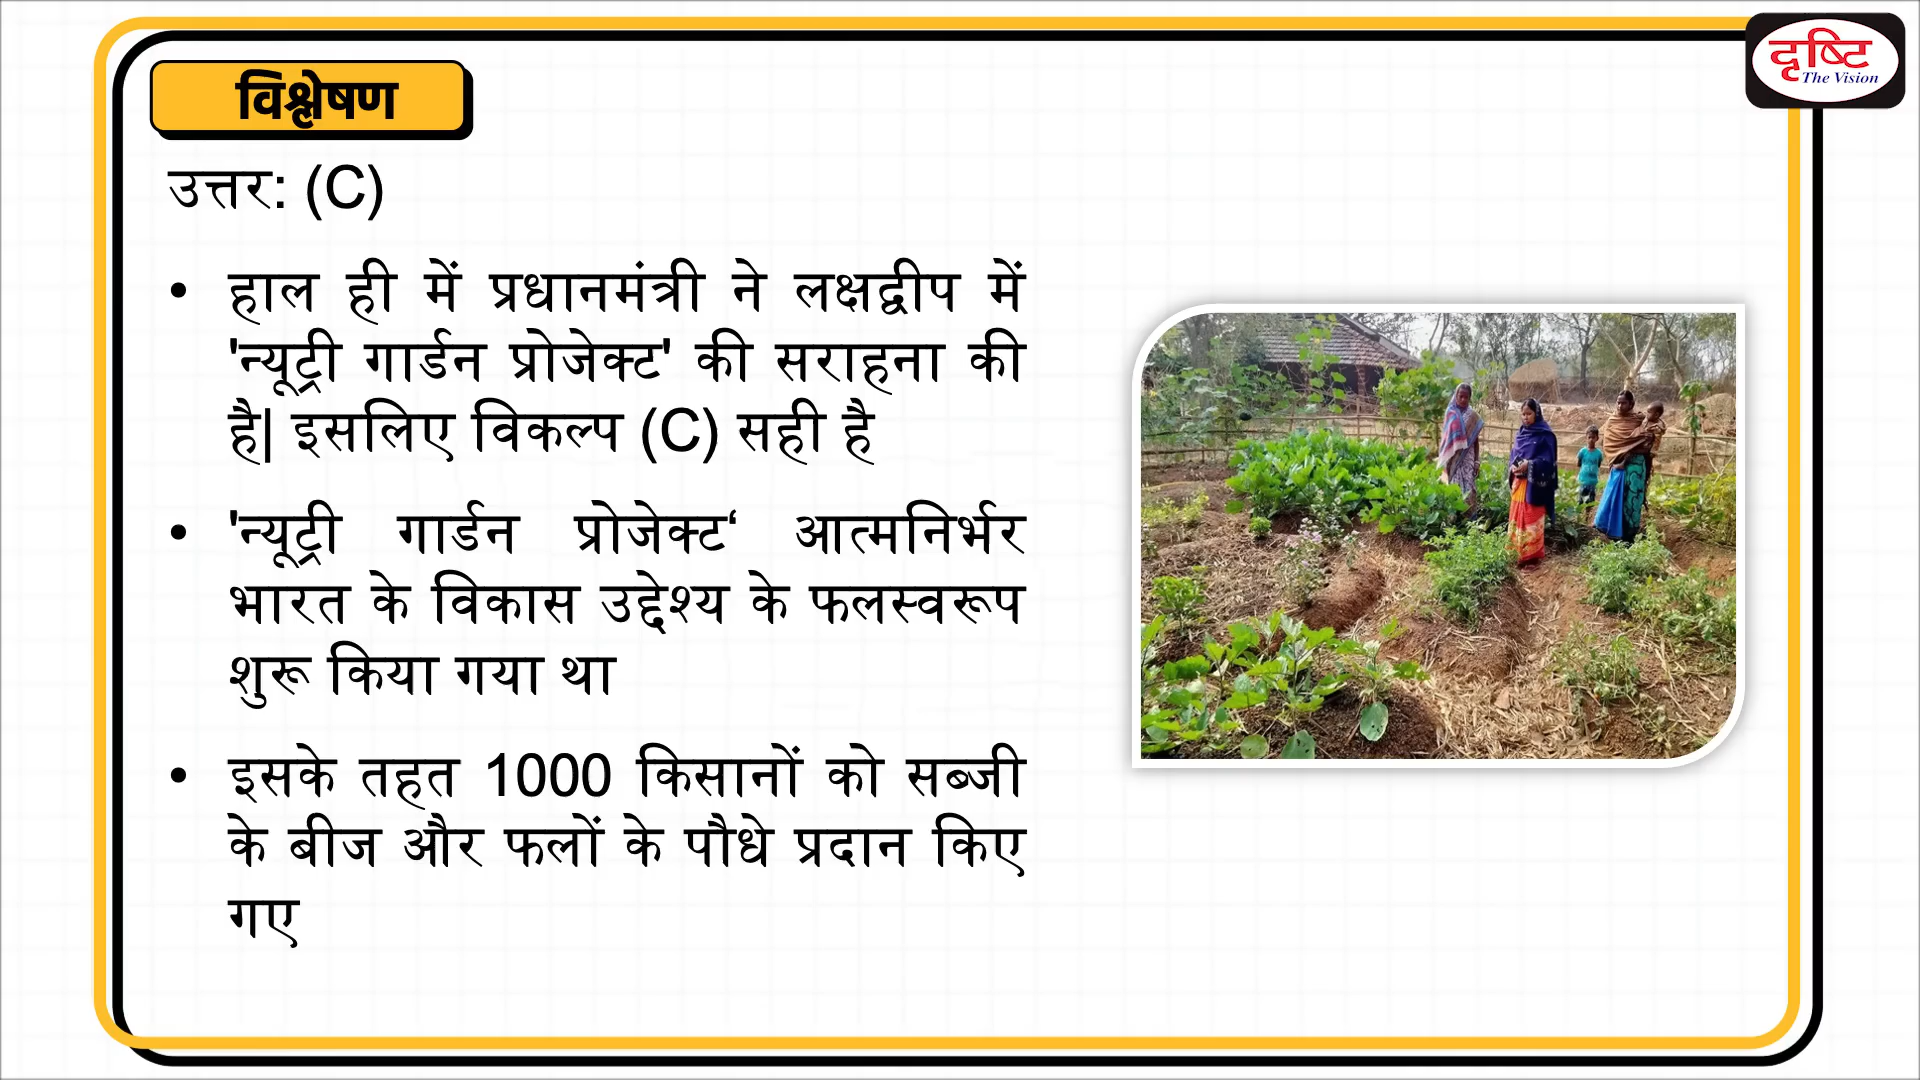 दृष्टि
The Vision
विश्लेषण
उत्तर: (C)
• हाल ही में प्रधानमंत्री ने लक्षद्वीप में
'न्यूट्री गार्डन प्रोजेक्ट' की सराहना की
है| इसलिए विकल्प (C) सही है
• 'न्यूट्री गार्डन प्रोजेक्ट‘ आत्मनिर्भर
भारत के विकास उद्देश्य के फलस्वरूप
शुरू किया गया था
• इसके तहत 1000 किसानों को सब्जी
के बीज और फलों के पौधे प्रदान किए
गए